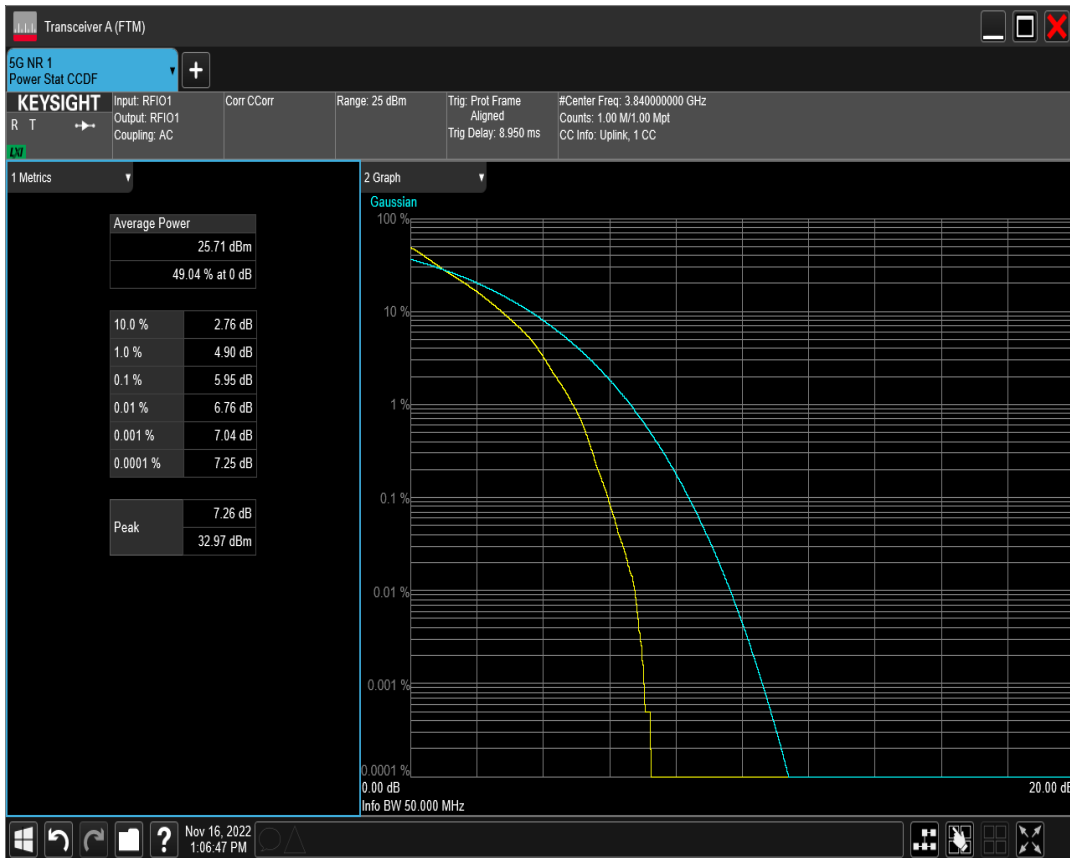 Transceiver A (FTM)
5G NR 1
Power Stat CCDF
+
KEYSIGHT
R T
LXI
Input: RFIO1
Output: RFIO1
Coupling: AC
Corr CCorr
Range: 25 dBm
Trig: Prot Frame
Aligned
Trig Delay: 8.950 ms
#Center Freq: 3.840000000 GHz
Counts: 1.00 M/1.00 Mpt
CC Info: Uplink, 1 CC
1 Metrics
Average Power
25.71 dBm
49.04 % at 0 dB
10.0 % 2.76 dB
1.0 % 4.90 dB
0.1 % 5.95 dB
0.01 % 6.76 dB
0.001 % 7.04 dB
0.0001 % 7.25 dB
Peak
7.26 dB
32.97 dBm
2 Graph
Gaussian
100 %
10 %
1 %
0.1 %
0.01 %
0.001 %
0.0001 %
0.00 dB
20.00 dB
Info BW 50.000 MHz
?
Nov 16, 2022
1:06:47 PM